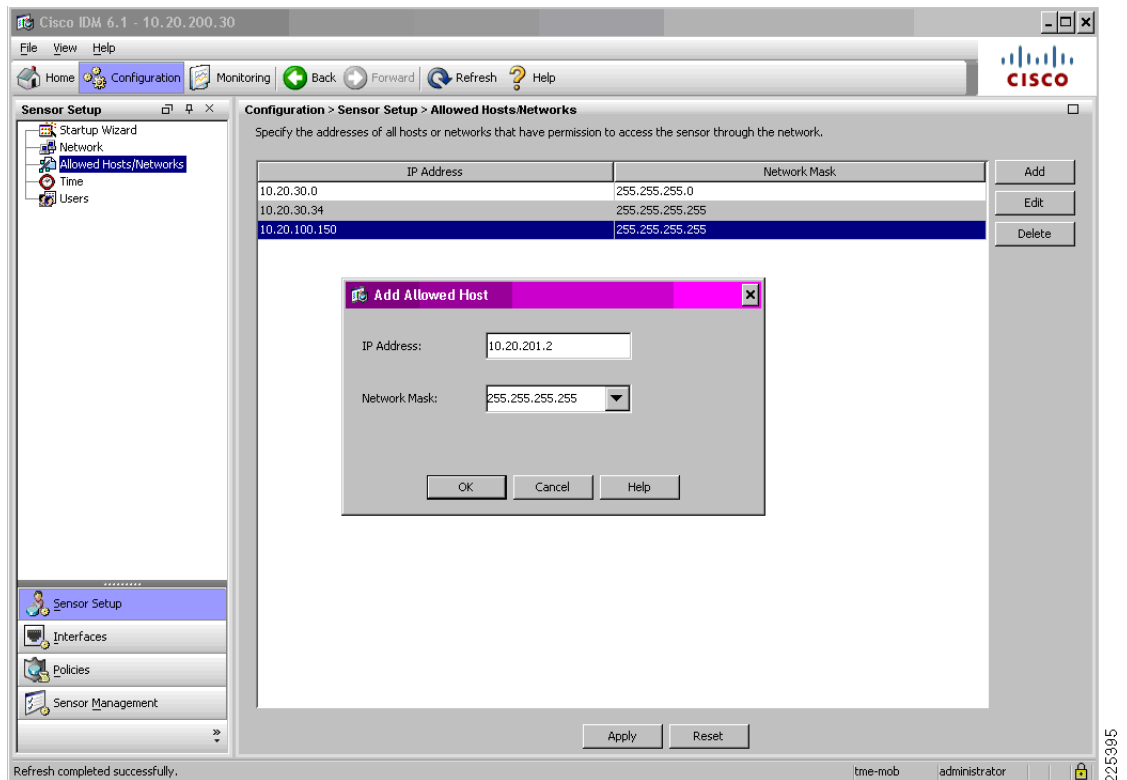 Cisco IDM 6.1 - 10.20.200.30
File View Help
Home Configuration Monitoring Back Forward Refresh Help
CISCO
Sensor Setup
Startup Wizard
Network
Allowed Hosts/Networks
Time
Users
Configuration > Sensor Setup > Allowed Hosts/Networks
Specify the addresses of all hosts or networks that have permission to access the sensor through the network.
IP Address Network Mask
10.20.30.0 255.255.255.0
10.20.30.34 255.255.255.255
10.20.100.150 255.255.255.255
Add
Edit
Delete
Add Allowed Host
IP Address: 10.20.201.2
Network Mask: 255.255.255.255
OK Cancel Help
Sensor Setup
Interfaces
Policies
Sensor Management
Apply Reset
Refresh completed successfully. tme-mob administrator
225395